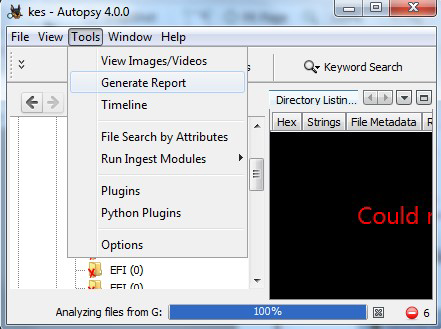 kes - Autopsy 4.0.0
File View Tools Window Help
View Images/Videos
Generate Report
Timeline
File Search by Attributes
Run Ingest Modules
Plugins
Python Plugins
Options
Keyword Search
Directory Listin...
Hex Strings File Metadata R
Could
EFI (0)
EFI (0)
Analyzing files from G: 100% 6